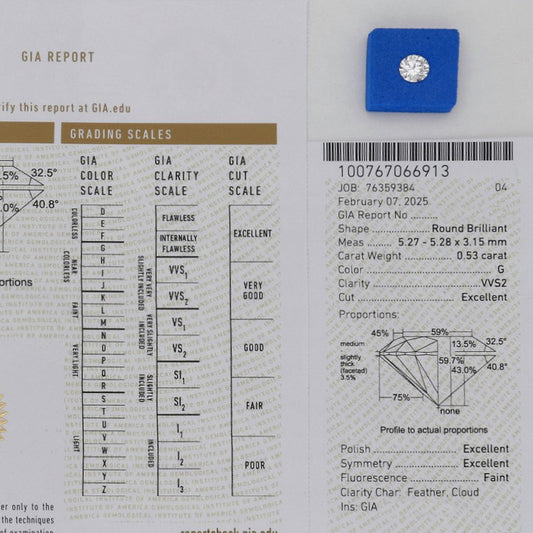 GIA REPORT
rify this report at GIA.edu
GRADING SCALES
.5%
32.5°
.0%
40.8°
oportions
GIA
COLOR
SCALE
COLORLESS
D
E
F
NEAR COLORLESS
G
H
I
J
FAINT
K
L
M
VERY LIGHT
N
O
P
Q
R
LIGHT
S
T
U
V
W
X
Y
Z
GIA
CLARITY
SCALE
FLAWLESS
INTERNALLY
FLAWLESS
VERY VERY
SLIGHTLY INCLUDED
VVS1
VVS2
VERY SLIGHTLY
INCLUDED
VS1
VS2
SLIGHTLY
INCLUDED
SI1
SI2
INCLUDED
I1
I2
I3
GIA
CUT
SCALE
EXCELLENT
VERY
GOOD
GOOD
FAIR
POOR
er only to the
the techniques
of examination
reportcheck.gia.edu
100767066913
JOB: 76359384 04
February 07, 2025
GIA Report No
Shape Round Brilliant
Meas 5.27 - 5.28 x 3.15 mm
Carat Weight 0.53 carat
Color G
Clarity VVS2
Cut Excellent
Proportions:
45%
59%
medium
13.5%
32.5°
slightly
thick
(faceted)
3.5%
59.7%
43.0%
40.8°
75%
none
Profile to actual proportions
Polish Excellent
Symmetry Excellent
Fluorescence Faint
Clarity Char: Feather, Cloud
Ins: GIA